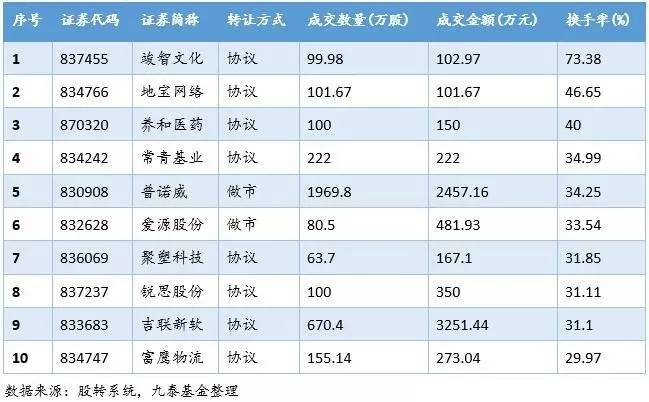 序号 证券代码 证券简称 转让方式 成交数量(万股) 成交金额(万元) 换手率(%)
1 837455 竣智文化 协议 99.98 102.97 73.38
2 834766 地宝网络 协议 101.67 101.67 46.65
3 870320 养和医药 协议 100 150 40
4 834242 常青基业 协议 222 222 34.99
5 830908 普诺威 做市 1969.8 2457.16 34.25
6 832628 爱源股份 做市 80.5 481.93 33.54
7 836069 聚塑科技 协议 63.7 167.1 31.85
8 837237 锐思股份 协议 100 350 31.11
9 833683 吉联新软 协议 670.4 3251.44 31.1
10 834747 富鹰物流 协议 155.14 273.04 29.97
数据来源：股转系统，九泰基金整理